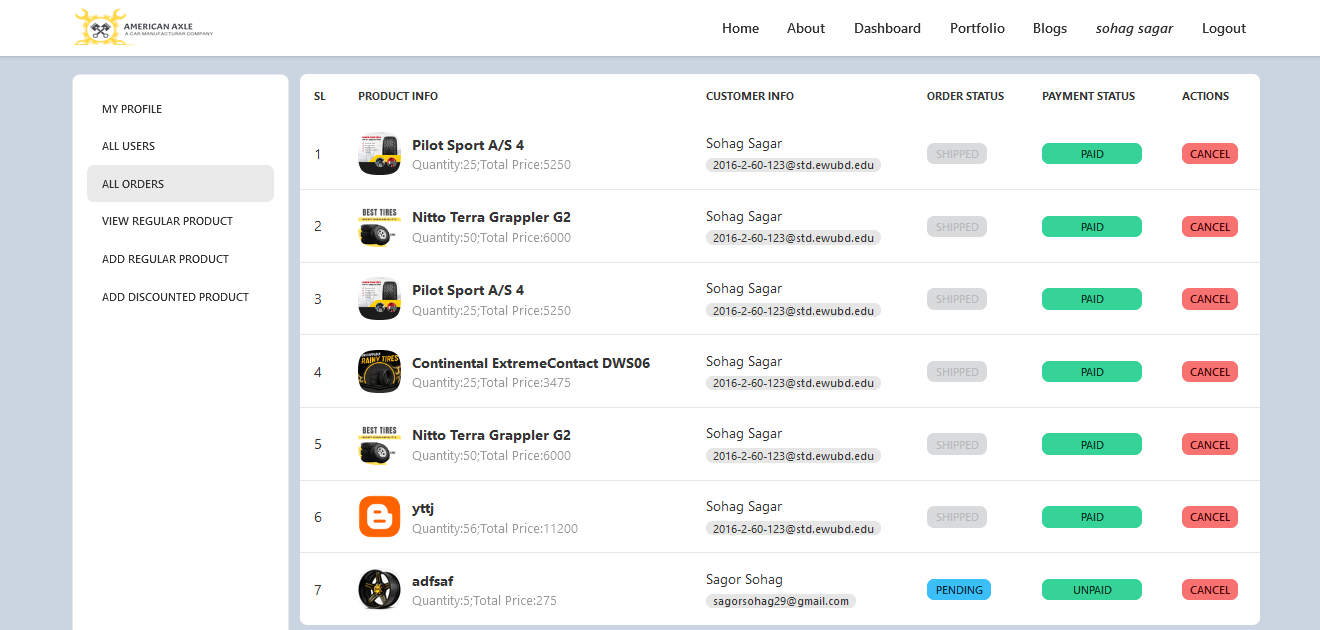 AMERICAN AXLE
A CAR MANUFACTURAR COMPANY
Home About Dashboard Portfolio Blogs sohag sagar Logout
MY PROFILE
ALL USERS
ALL ORDERS
VIEW REGULAR PRODUCT
ADD REGULAR PRODUCT
ADD DISCOUNTED PRODUCT
SL PRODUCT INFO CUSTOMER INFO ORDER STATUS PAYMENT STATUS ACTIONS
1 Pilot Sport A/S 4 Sohag Sagar SHIPPED PAID CANCEL
Quantity:25;Total Price:5250 2016-2-60-123@std.ewubd.edu
BEST TIRES
2 Nitto Terra Grappler G2 Sohag Sagar SHIPPED PAID CANCEL
Quantity:50;Total Price:6000 2016-2-60-123@std.ewubd.edu
3 Pilot Sport A/S 4 Sohag Sagar SHIPPED PAID CANCEL
Quantity:25;Total Price:5250 2016-2-60-123@std.ewubd.edu
RAINY TIRES
4 Continental ExtremeContact DWS06 Sohag Sagar SHIPPED PAID CANCEL
Quantity:25;Total Price:3475 2016-2-60-123@std.ewubd.edu
BEST TIRES
5 Nitto Terra Grappler G2 Sohag Sagar SHIPPED PAID CANCEL
Quantity:50;Total Price:6000 2016-2-60-123@std.ewubd.edu
6 yttj Sohag Sagar SHIPPED PAID CANCEL
Quantity:56;Total Price:11200 2016-2-60-123@std.ewubd.edu
7 adfsaf Sagor Sohag PENDING UNPAID CANCEL
Quantity:5;Total Price:275 sagorsohag29@gmail.com